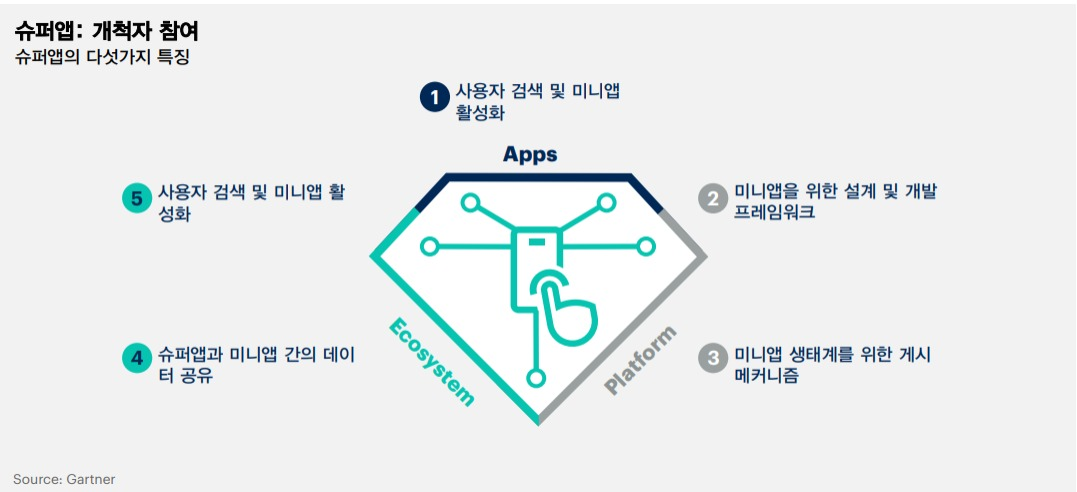 슈퍼앱: 개척자 참여
슈퍼앱의 다섯가지 특징
1 사용자 검색 및 미니앱
활성화
Apps
5 사용자 검색 및 미니앱 활
성화
2 미니앱을 위한 설계 및 개발
프레임워크
Ecosystem
Platform
4 슈퍼앱과 미니앱 간의 데이
터 공유
3 미니앱 생태계를 위한 게시
메커니즘
Source: Gartner